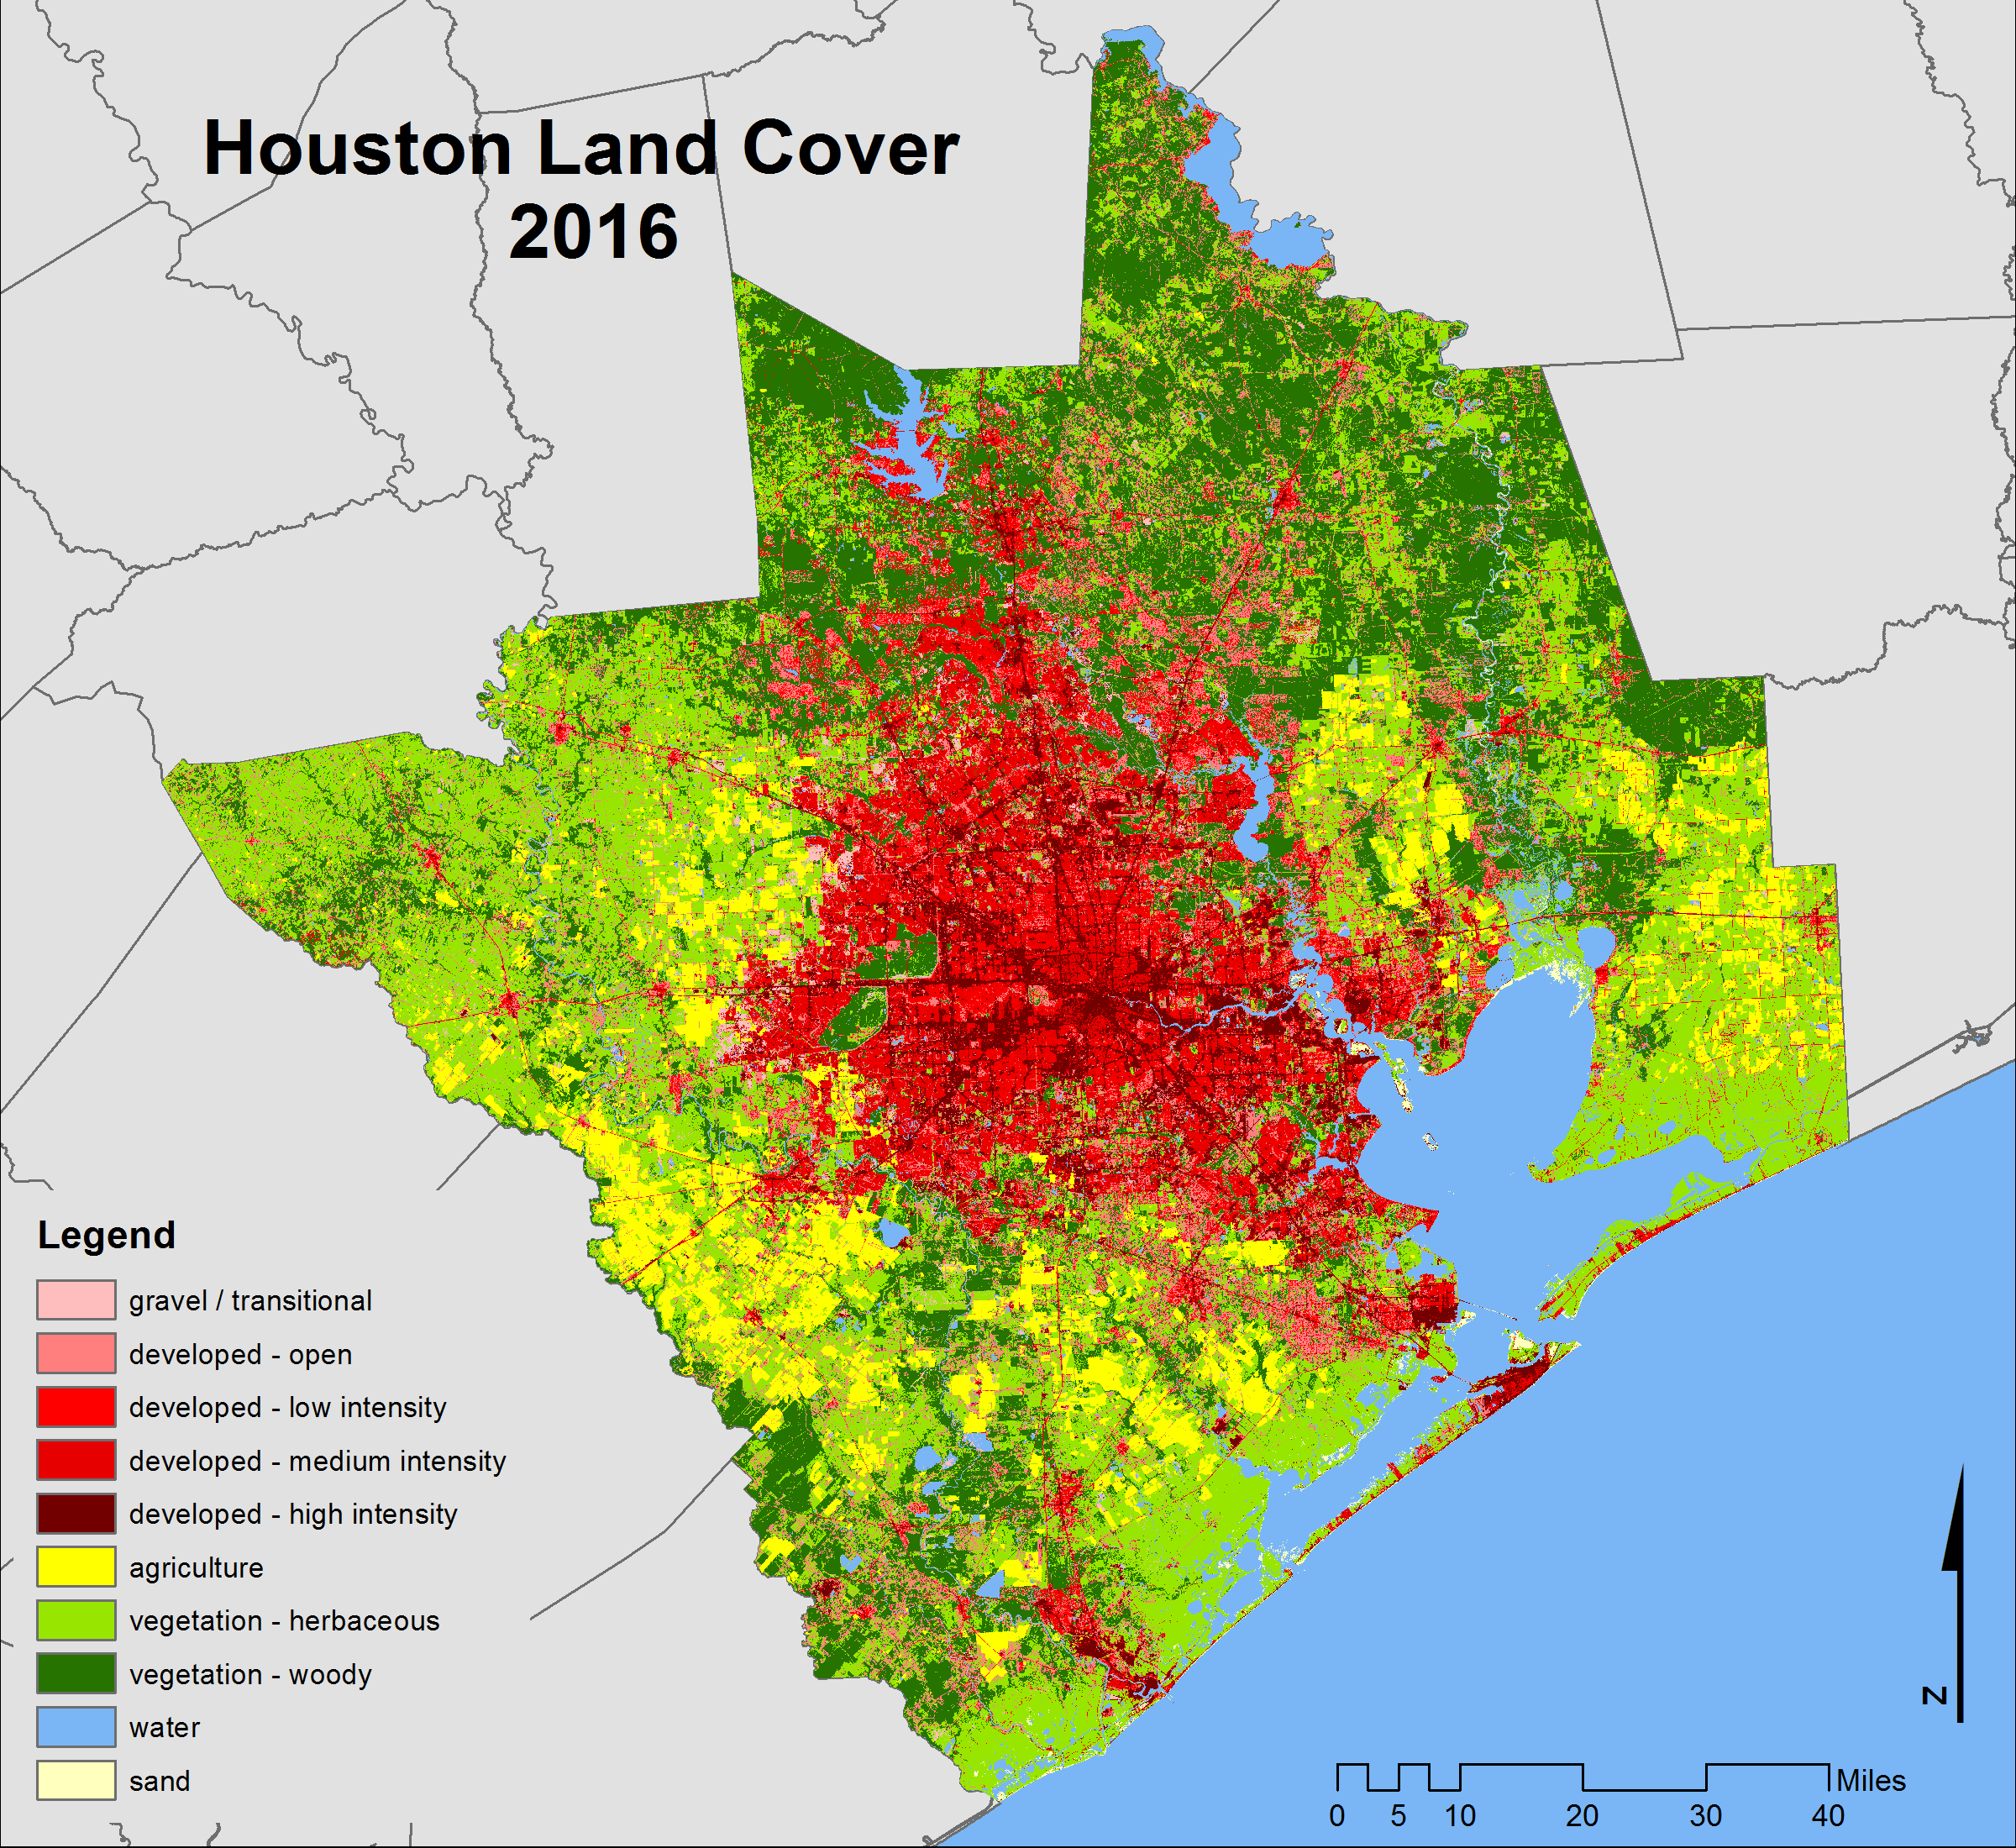 Houston Land Cover
2016
Legend
gravel / transitional
developed - open
developed - low intensity
developed - medium intensity
developed - high intensity
agriculture
vegetation - herbaceous
vegetation - woody
water
sand
N
Miles
0 5 10 20 30 40